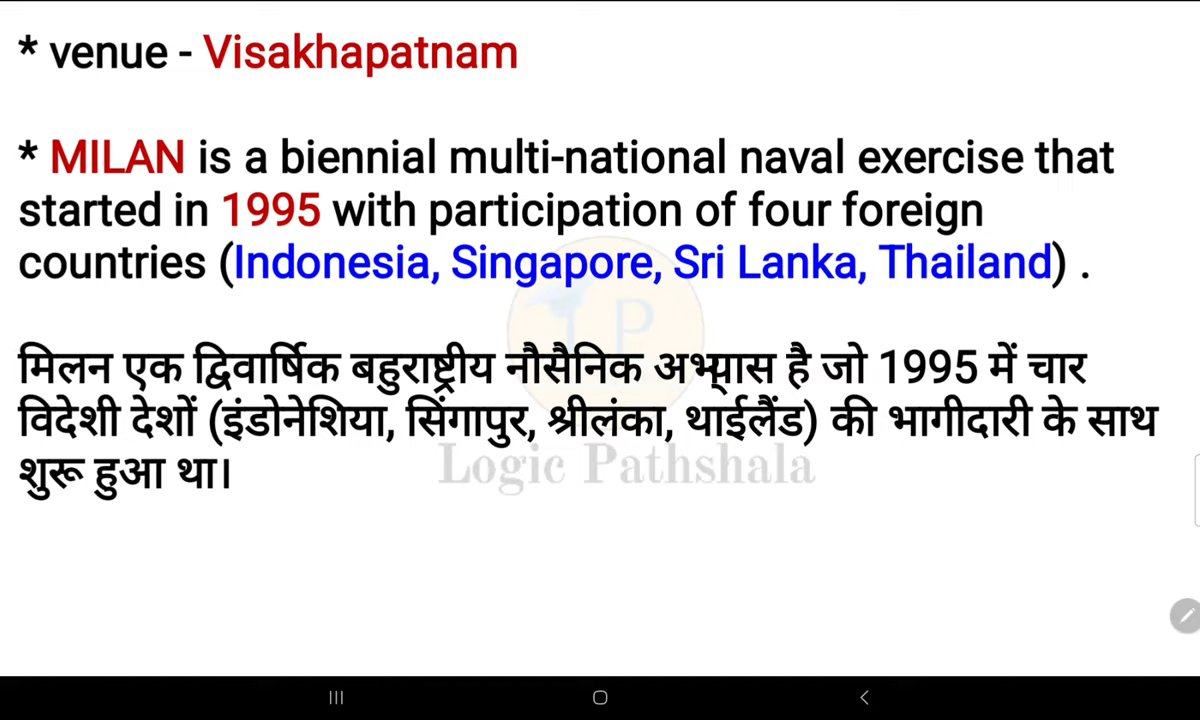 * venue - Visakhapatnam
* MILAN is a biennial multi-national naval exercise that
started in 1995 with participation of four foreign
countries (Indonesia, Singapore, Sri Lanka, Thailand) .
मिलन एक द्विवार्षिक बहुराष्ट्रीय नौसैनिक अभ्यास है जो 1995 में चार
विदेशी देशों (इंडोनेशिया, सिंगापुर, श्रीलंका, थाईलैंड) की भागीदारी के साथ
शुरू हुआ था।
LP
Logic Pathshala